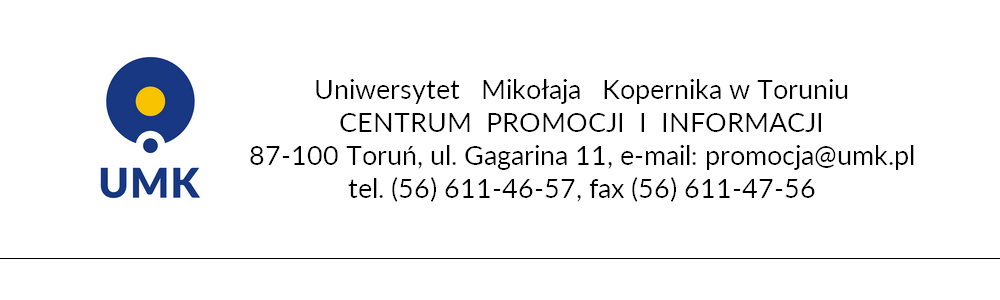 Uniwersytet Mikołaja Kopernika w Toruniu
CENTRUM PROMOCJI I INFORMACJI
87-100 Toruń, ul. Gagarina 11, e-mail: promocja@umk.pl
tel. (56) 611-46-57, fax (56) 611-47-56
UMK